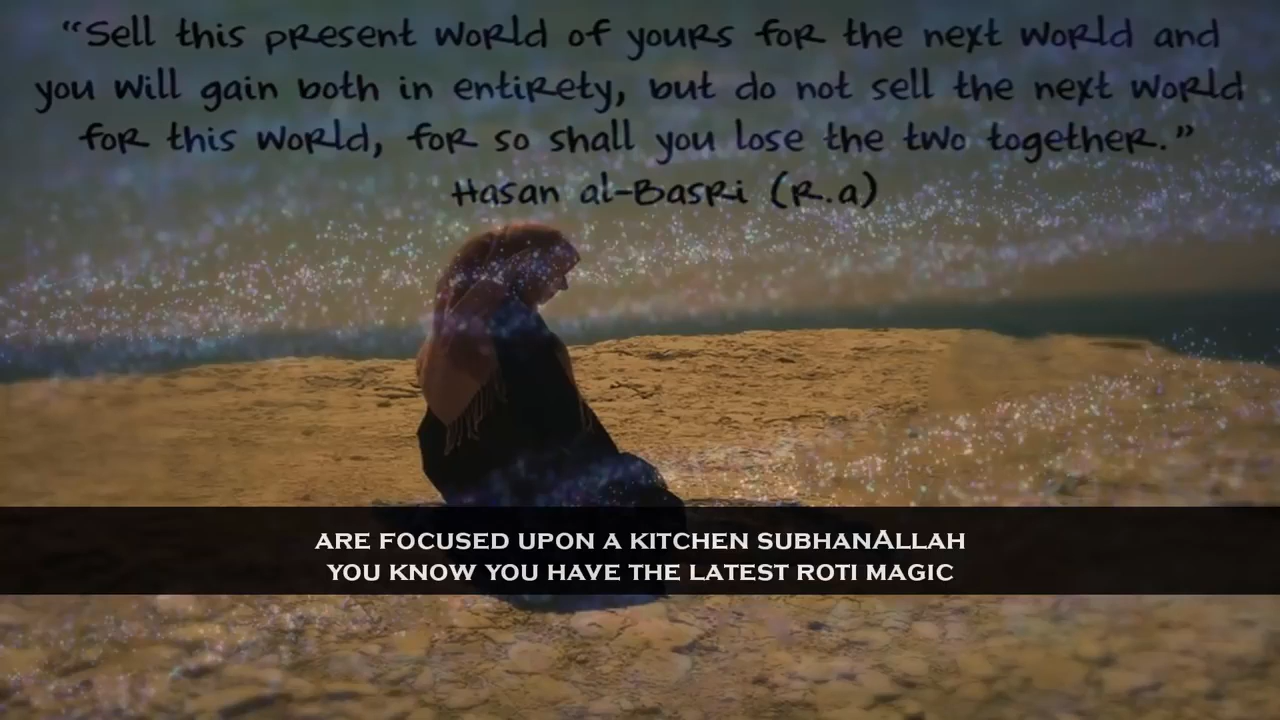 “Sell this present world of yours for the next world and
you will gain both in entirety, but do not sell the next world
for this world, for so shall you lose the two together.”
Hasan al-Basri (R.a)
ARE FOCUSED UPON A KITCHEN SUBHANALLAH
YOU KNOW YOU HAVE THE LATEST ROTI MAGIC